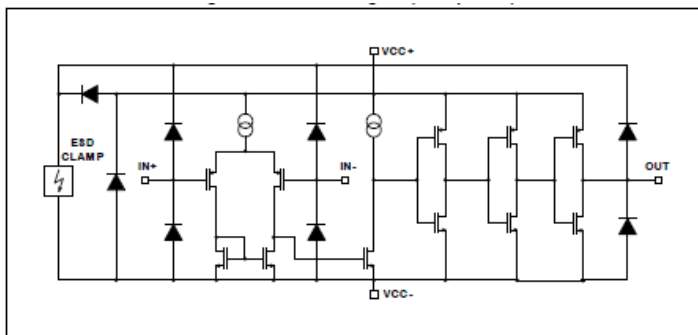 VCC+
ESD
CLAMP
IN+
IN-
OUT
VCC-